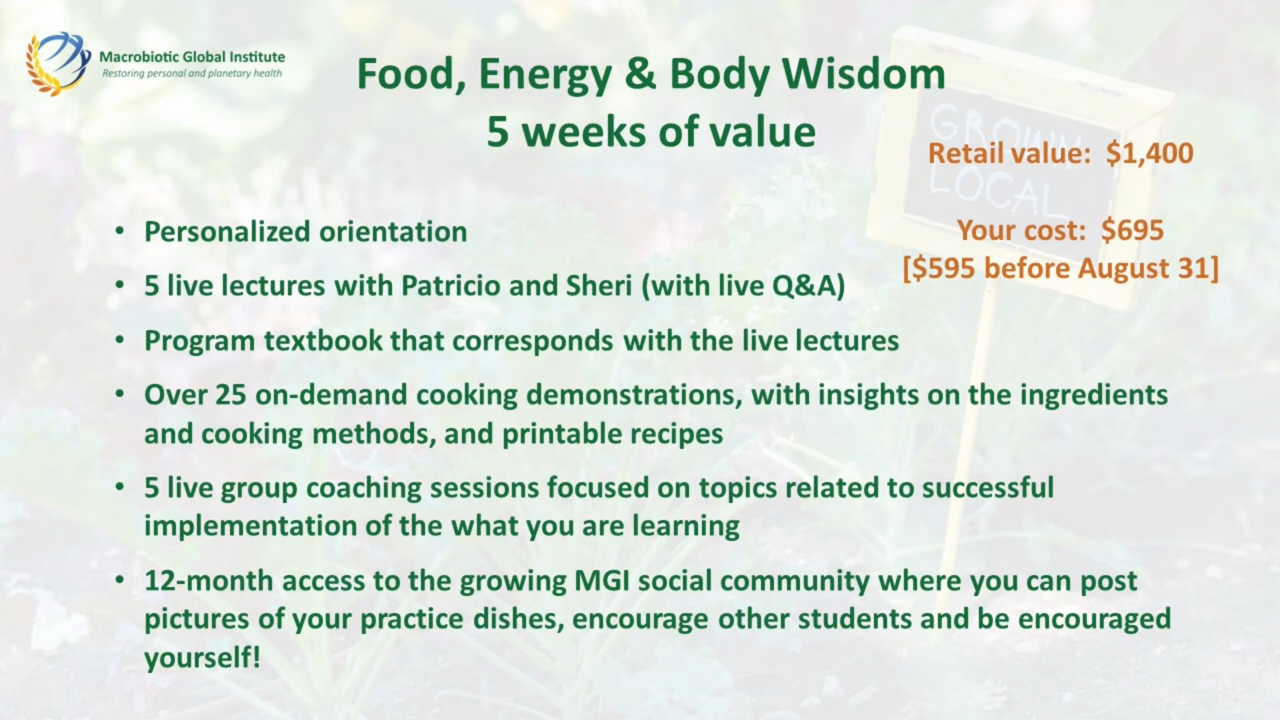 Macrobiotic Global Institute
Restoring personal and planetary health
Food, Energy & Body Wisdom
5 weeks of value
GROWN
LOCAL
Retail value: $1,400
Your cost: $695
[$595 before August 31]
• Personalized orientation
• 5 live lectures with Patricio and Sheri (with live Q&A)
• Program textbook that corresponds with the live lectures
• Over 25 on-demand cooking demonstrations, with insights on the ingredients
and cooking methods, and printable recipes
• 5 live group coaching sessions focused on topics related to successful
implementation of the what you are learning
• 12-month access to the growing MGI social community where you can post
pictures of your practice dishes, encourage other students and be encouraged
yourself!